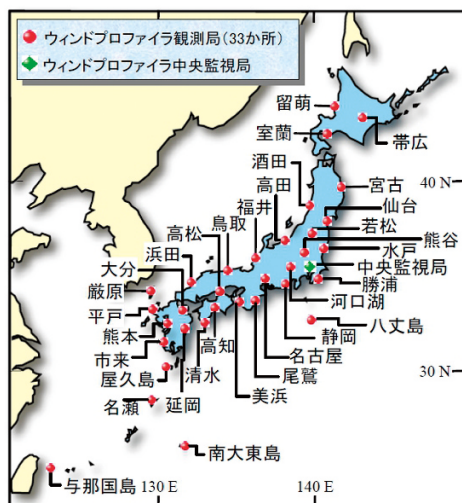 ウィンドプロファイラ観測局(33か所)
ウィンドプロファイラ中央監視局
留萌
室蘭
帯広
酒田
高田
宮古
40 N
福井
仙台
鳥取
若松
高松
熊谷
浜田
水戸
大分
中央監視局
厳原
勝浦
河口湖
平戸
八丈島
熊本
静岡
高知
名古屋
市来
清水
尾鷲
30 N
屋久島
美浜
延岡
名瀬
南大東島
与那国島
130 E
140 E